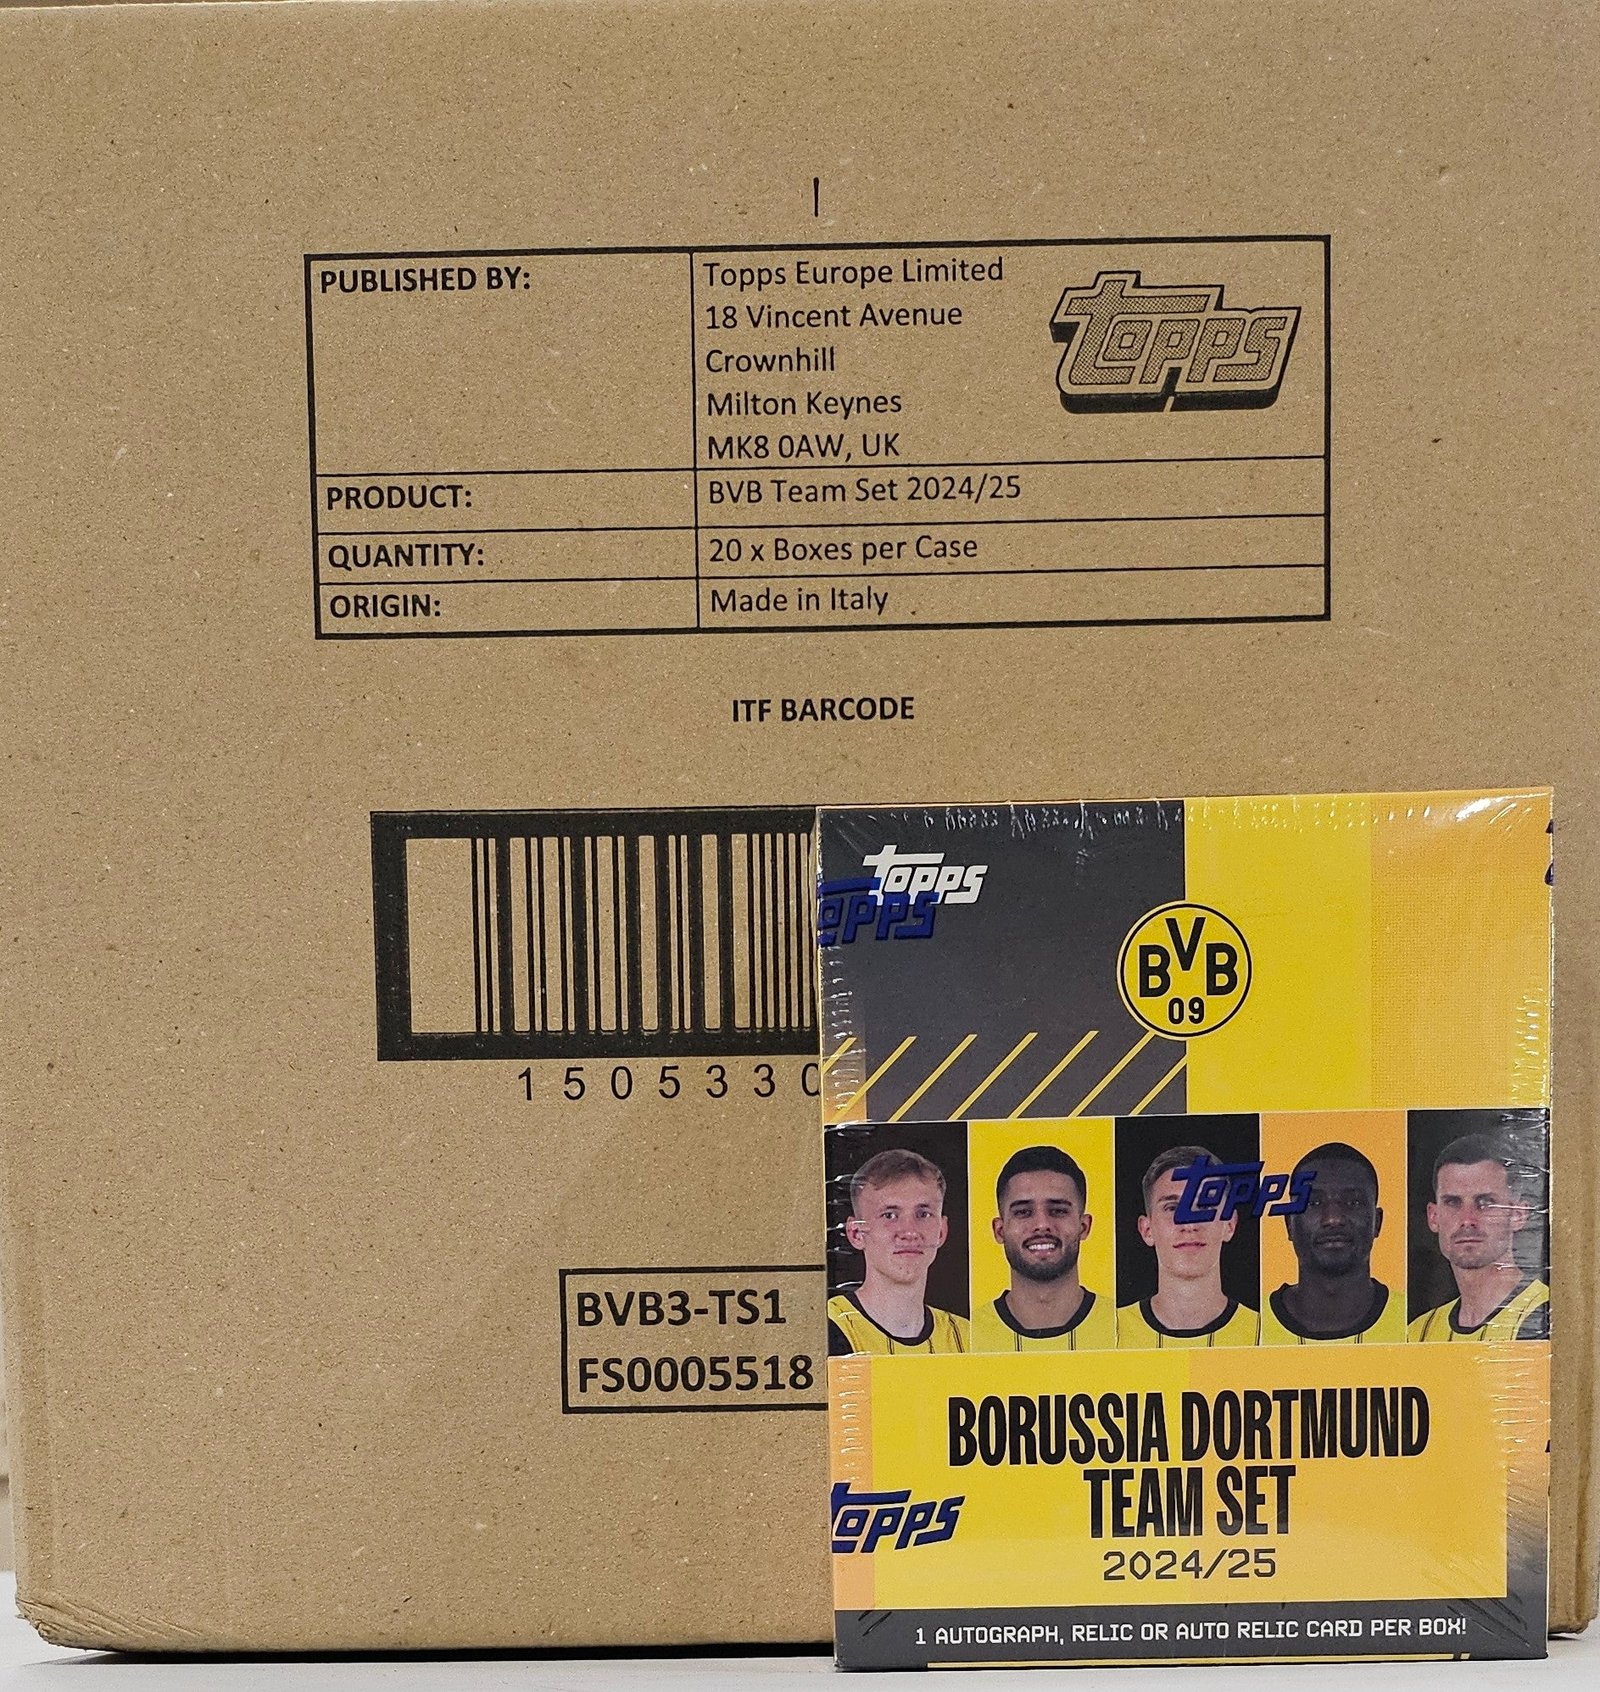 PUBLISHED BY:
Topps Europe Limited
18 Vincent Avenue
Crownhill
Milton Keynes
MK8 0AW, UK
topps
PRODUCT:
BVB Team Set 2024/25
QUANTITY:
20 x Boxes per Case
ORIGIN:
Made in Italy
ITF BARCODE
1505330
BVB3-TS1
FS0005518
topps
topps
BVB
09
topps
BORUSSIA DORTMUND
TEAM SET
topps
2024/25
1 AUTOGRAPH, RELIC OR AUTO RELIC CARD PER BOX!